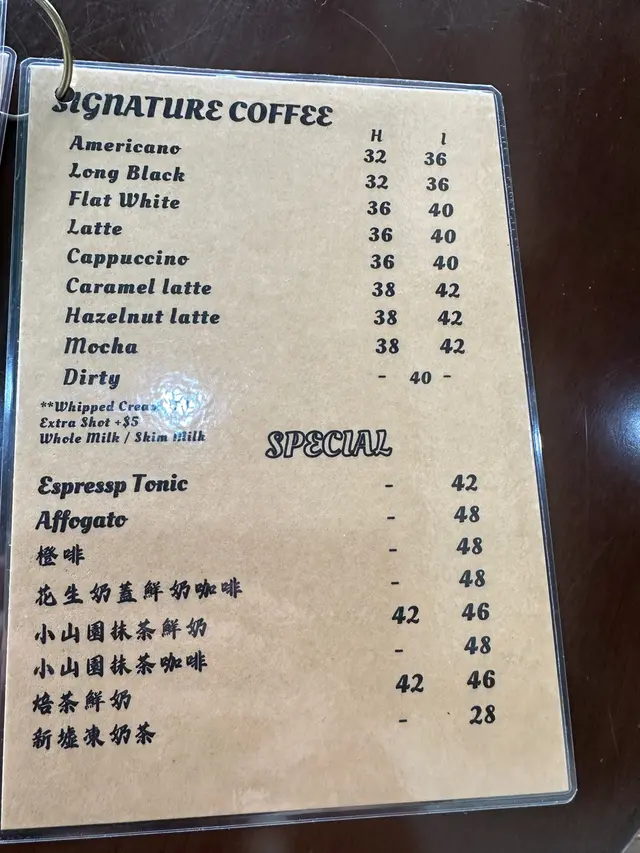 SIGNATURE COFFEE
H I
Americano 32 36
Long Black 32 36
Flat White 36 40
Latte 36 40
Cappuccino 36 40
Caramel latte 38 42
Hazelnut latte 38 42
Mocha 38 42
Dirty - 40 -
**Whipped
Extra Shot +$5
Whole Milk / Skim Milk
SPECIAL
Espressp Tonic - 42
Affogato - 48
橙啡 - 48
花生奶蓋鮮奶咖啡 - 48
小山園抹茶鮮奶 42 46
小山園抹茶咖啡 - 48
焙茶鮮奶 42 46
新墟凍奶茶 - 28